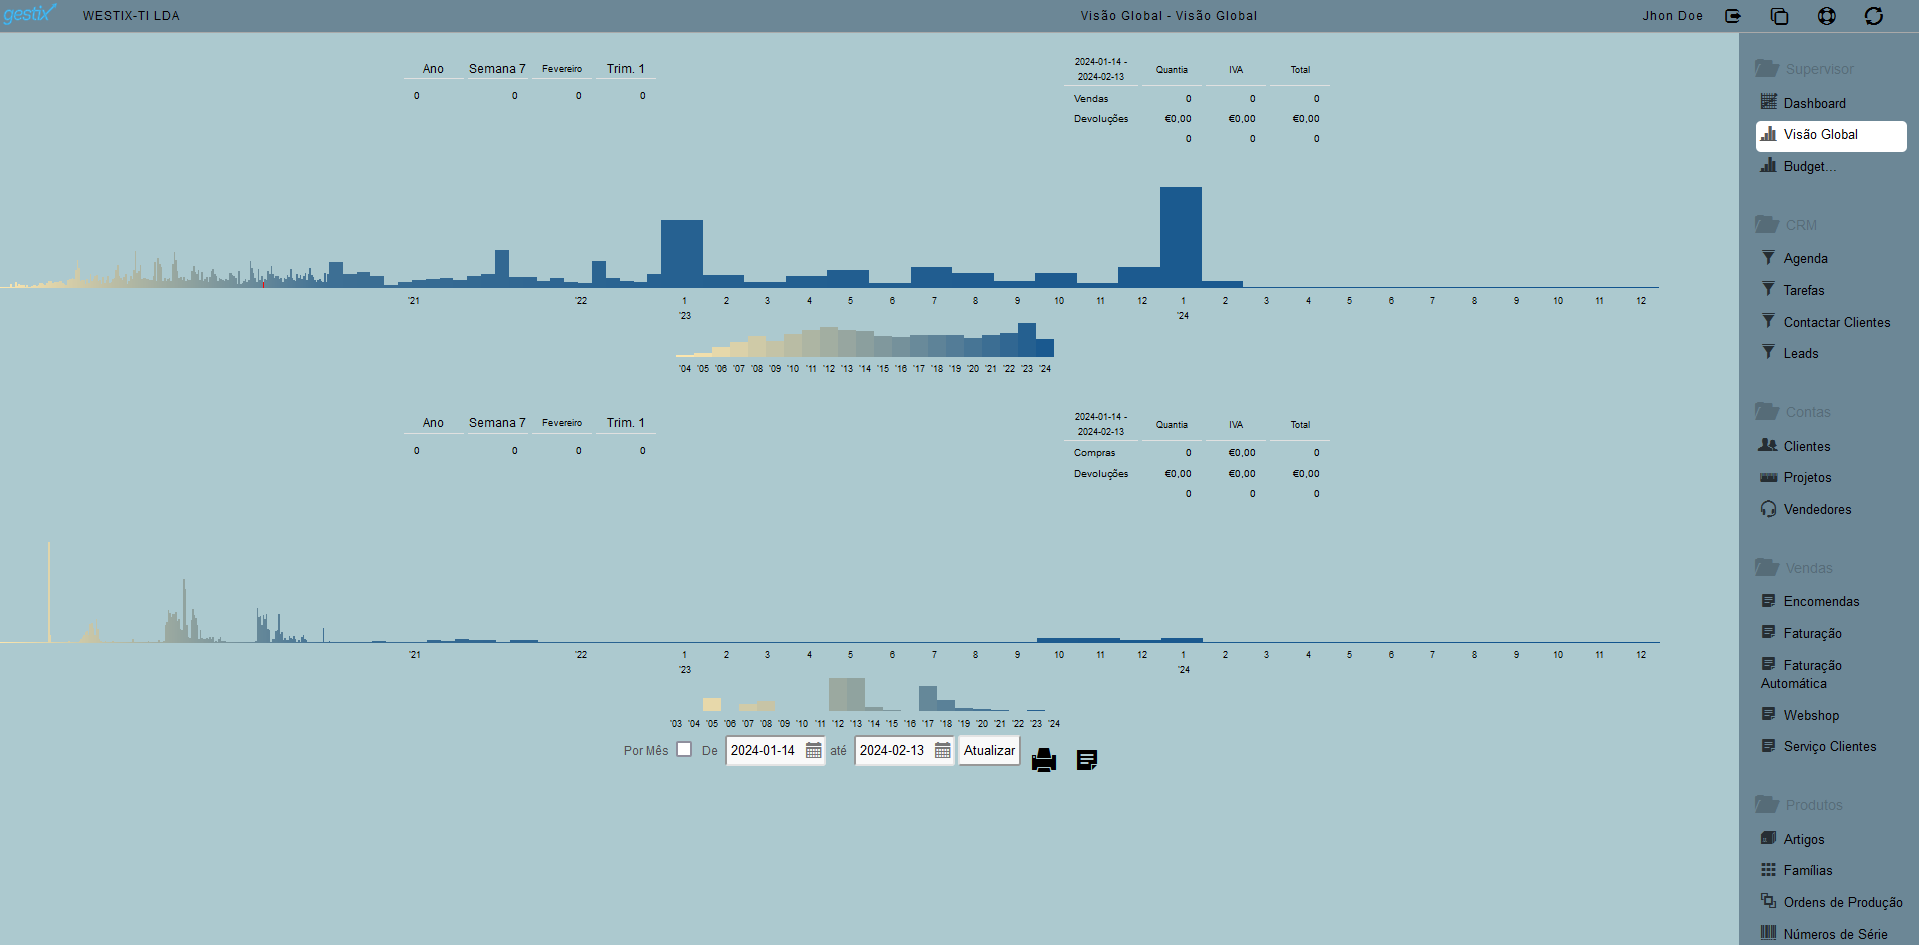 gestix WESTIX-TI LDA Visão Global - Visão Global Jhon Doe
Ano Semana 7 Fevereiro Trim. 1
0 0 0 0
2024-01-14 -
2024-02-13 Quantia IVA Total
Vendas 0 0 0
Devoluções €0,00 €0,00 €0,00
0 0 0
'21 '22 1 2 3 4 5 6 7 8 9 10 11 12 1 2 3 4 5 6 7 8 9 10 11 12
'23 '24
'04 '05 '06 '07 '08 '09 '10 '11 '12 '13 '14 '15 '16 '17 '18 '19 '20 '21 '22 '23 '24
Ano Semana 7 Fevereiro Trim. 1
0 0 0 0
2024-01-14 -
2024-02-13 Quantia IVA Total
Compras 0 €0,00 0
Devoluções €0,00 €0,00 €0,00
0 0 0
'21 '22 1 2 3 4 5 6 7 8 9 10 11 12 1 2 3 4 5 6 7 8 9 10 11 12
'23 '24
'03 '04 '05 '06 '07 '08 '09 '10 '11 '12 '13 '14 '15 '16 '17 '18 '19 '20 '21 '22 '23 '24
Por Mês De 2024-01-14 até 2024-02-13 Atualizar
Supervisor
Dashboard
Visão Global
Budget...
CRM
Agenda
Tarefas
Contactar Clientes
Leads
Contas
Clientes
Projetos
Vendedores
Vendas
Encomendas
Faturação
Faturação
Automática
Webshop
Serviço Clientes
Produtos
Artigos
Famílias
Ordens de Produção
Números de Série